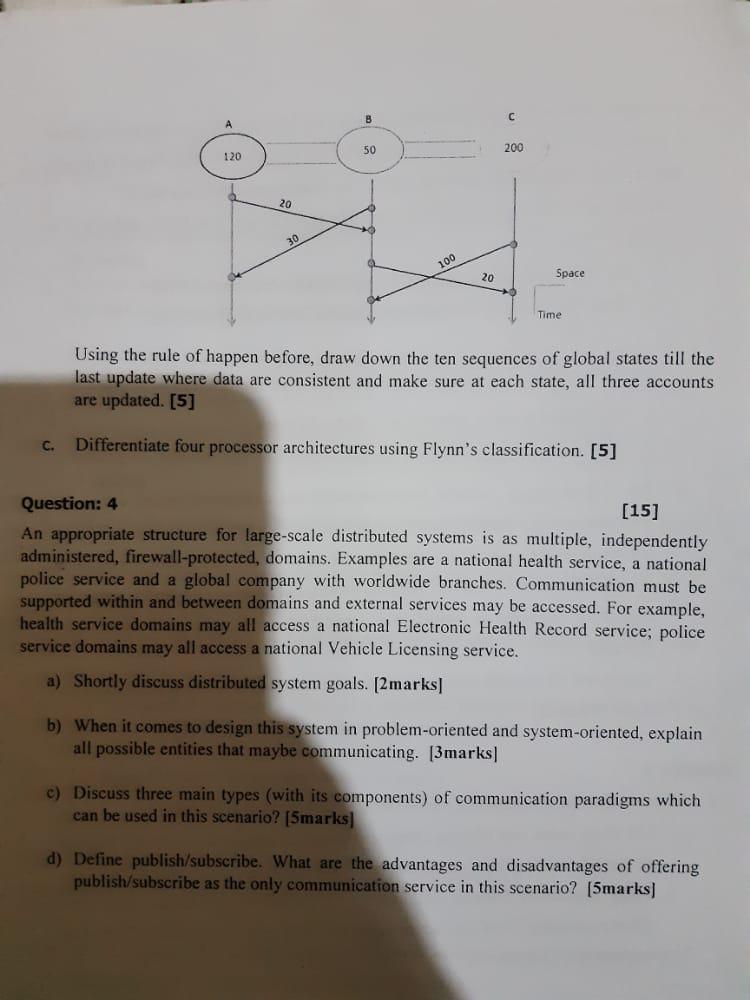 A B C
120 50 200
20
30
100
20
Space
Time
Using the rule of happen before, draw down the ten sequences of global states till the
last update where data are consistent and make sure at each state, all three accounts
are updated. [5]
c. Differentiate four processor architectures using Flynn's classification. [5]
Question: 4 [15]
An appropriate structure for large-scale distributed systems is as multiple, independently
administered, firewall-protected, domains. Examples are a national health service, a national
police service and a global company with worldwide branches. Communication must be
supported within and between domains and external services may be accessed. For example,
health service domains may all access a national Electronic Health Record service; police
service domains may all access a national Vehicle Licensing service.
a) Shortly discuss distributed system goals. [2marks]
b) When it comes to design this system in problem-oriented and system-oriented, explain
all possible entities that maybe communicating. [3marks]
c) Discuss three main types (with its components) of communication paradigms which
can be used in this scenario? [5marks]
d) Define publish/subscribe. What are the advantages and disadvantages of offering
publish/subscribe as the only communication service in this scenario? [5marks]